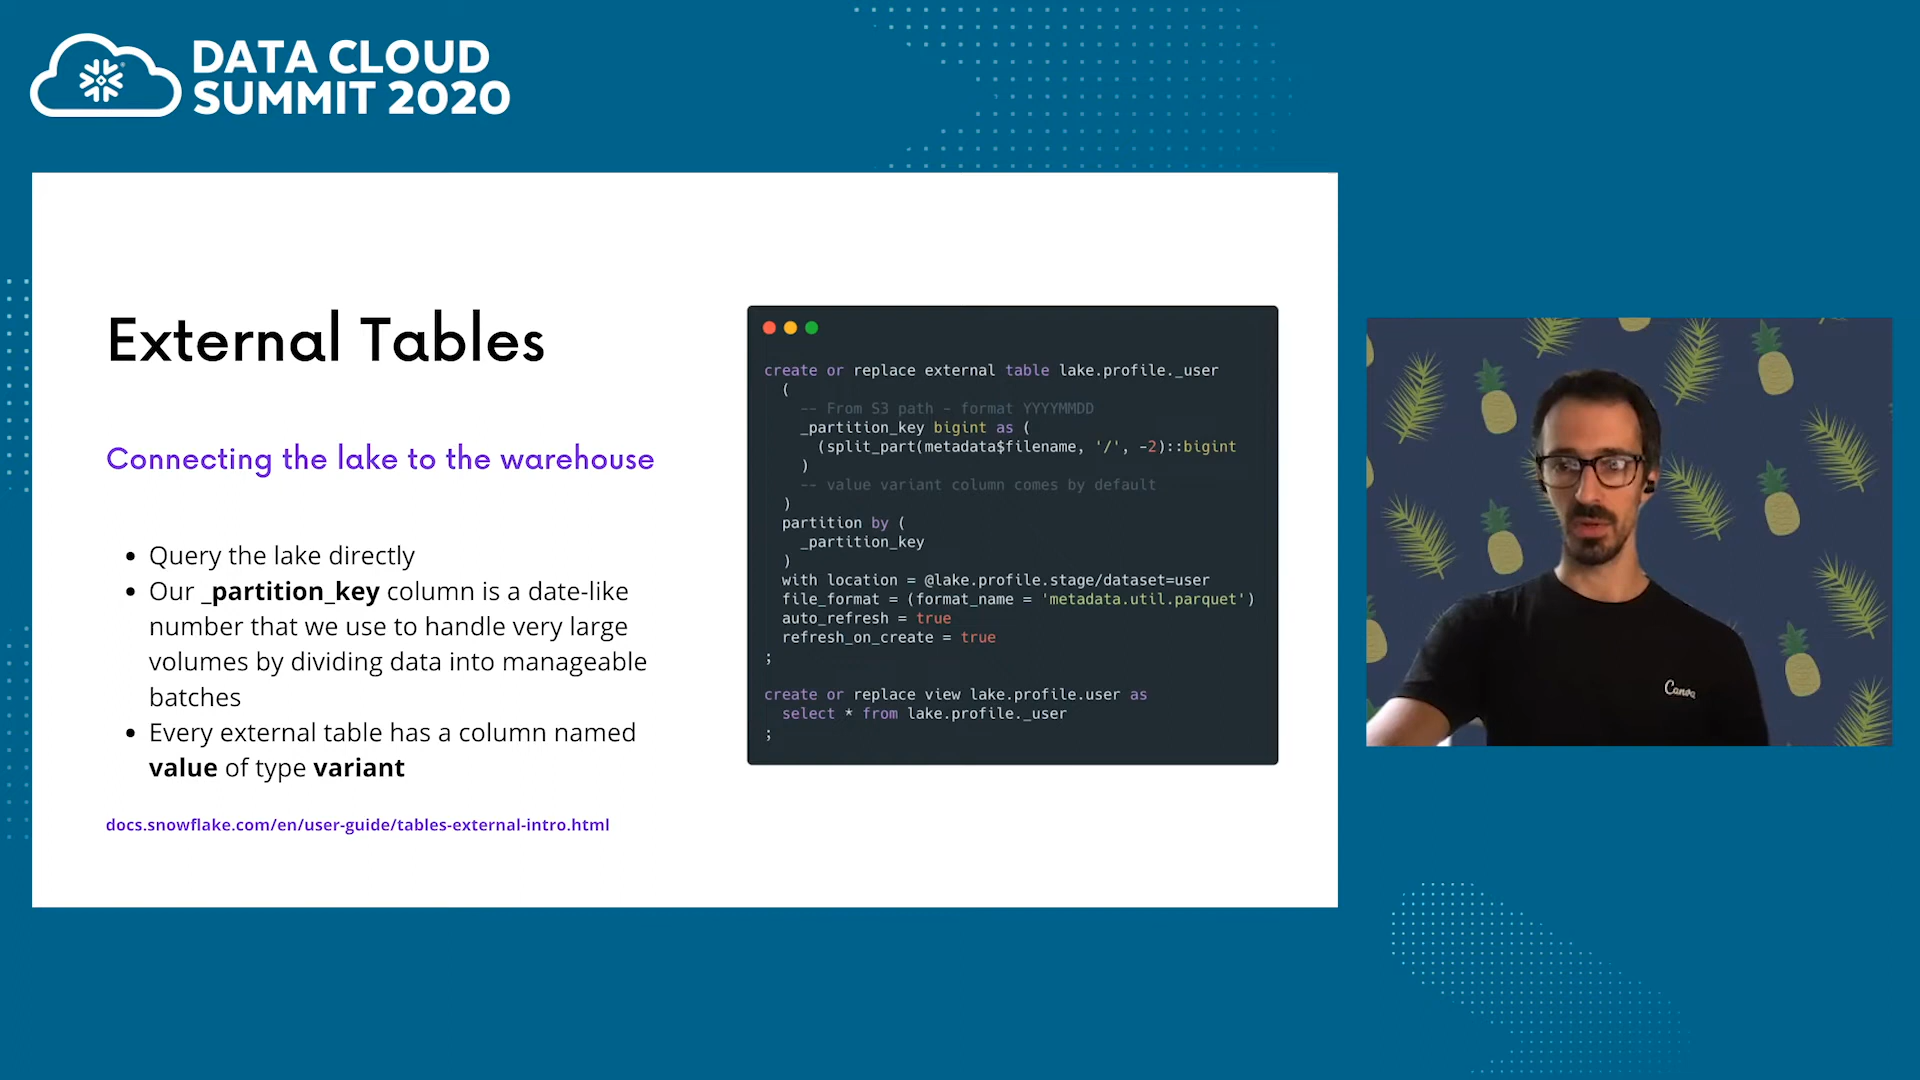 DATA CLOUD
SUMMIT 2020
External Tables
Connecting the lake to the warehouse
• Query the lake directly
• Our _partition_key column is a date-like
number that we use to handle very large
volumes by dividing data into manageable
batches
• Every external table has a column named
value of type variant
docs.snowflake.com/en/user-guide/tables-external-intro.html
create or replace external table lake.profile._user
(
-- From S3 path - format YYYYMMDD
_partition_key bigint as (
(split_part(metadata$filename, '/', -2)::bigint
)
-- value variant column comes by default
)
partition by (
_partition_key
)
with location = @lake.profile.stage/dataset=user
file_format = (format_name = 'metadata.util.parquet')
auto_refresh = true
refresh_on_create = true
;
create or replace view lake.profile.user as
select * from lake.profile._user
;
Canva